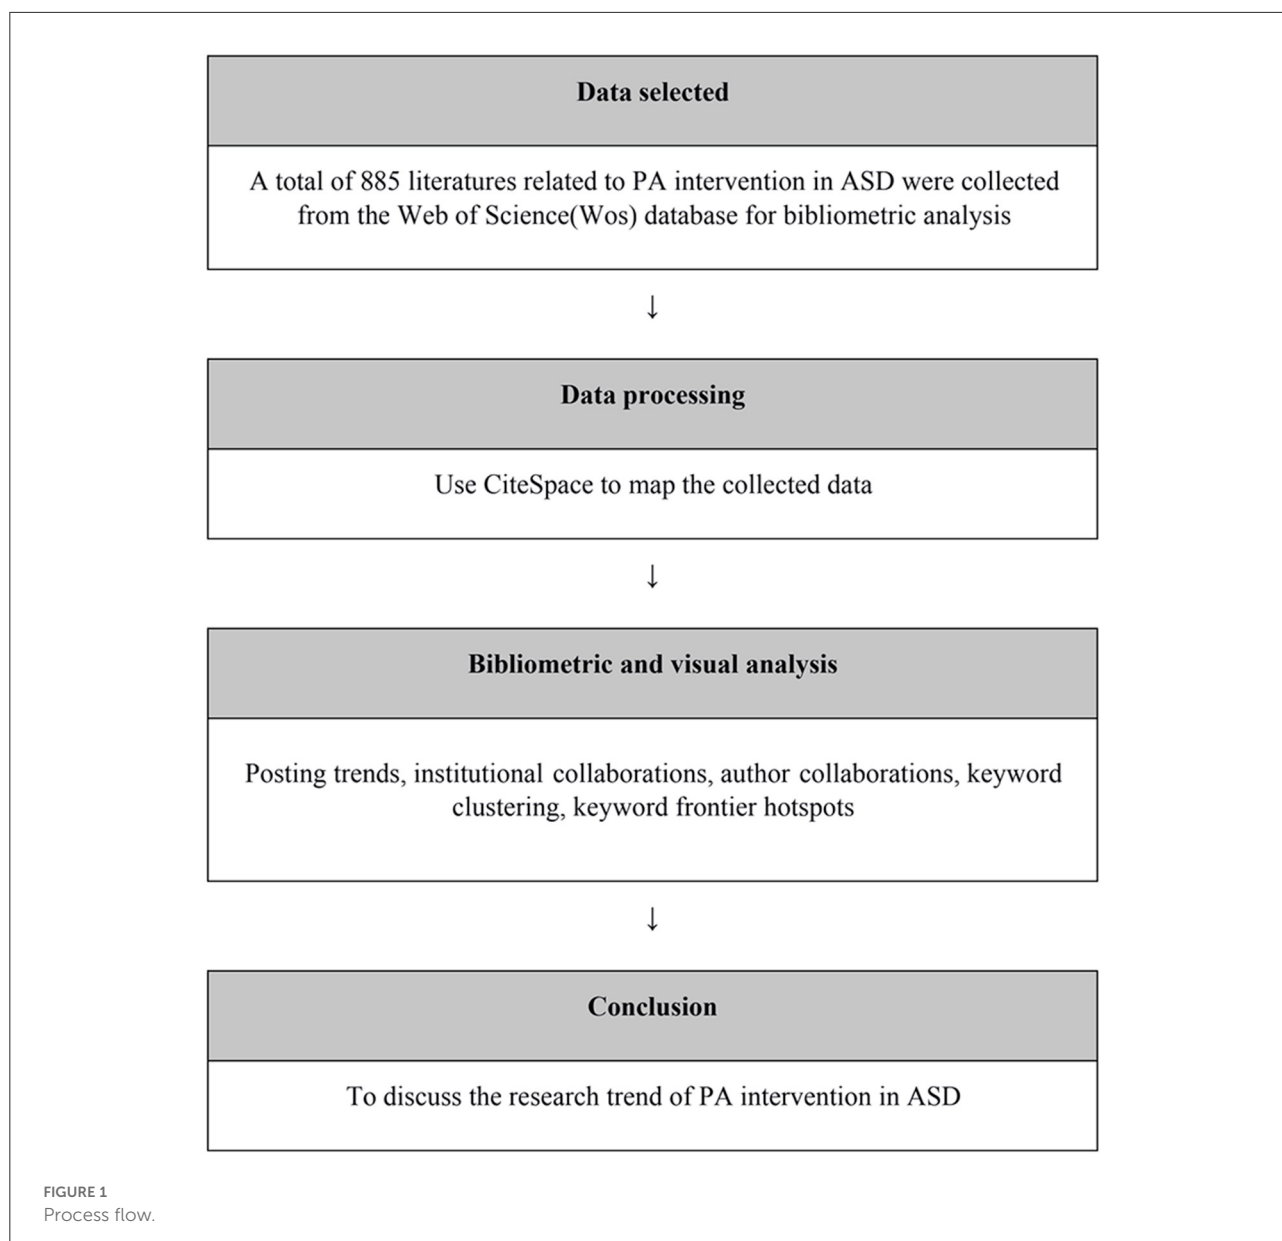 Data selected
A total of 885 literatures related to PA intervention in ASD were collected
from the Web of Science(Wos) database for bibliometric analysis
↓
Data processing
Use CiteSpace to map the collected data
↓
Bibliometric and visual analysis
Posting trends, institutional collaborations, author collaborations, keyword
clustering, keyword frontier hotspots
↓
Conclusion
To discuss the research trend of PA intervention in ASD
FIGURE 1
Process flow.